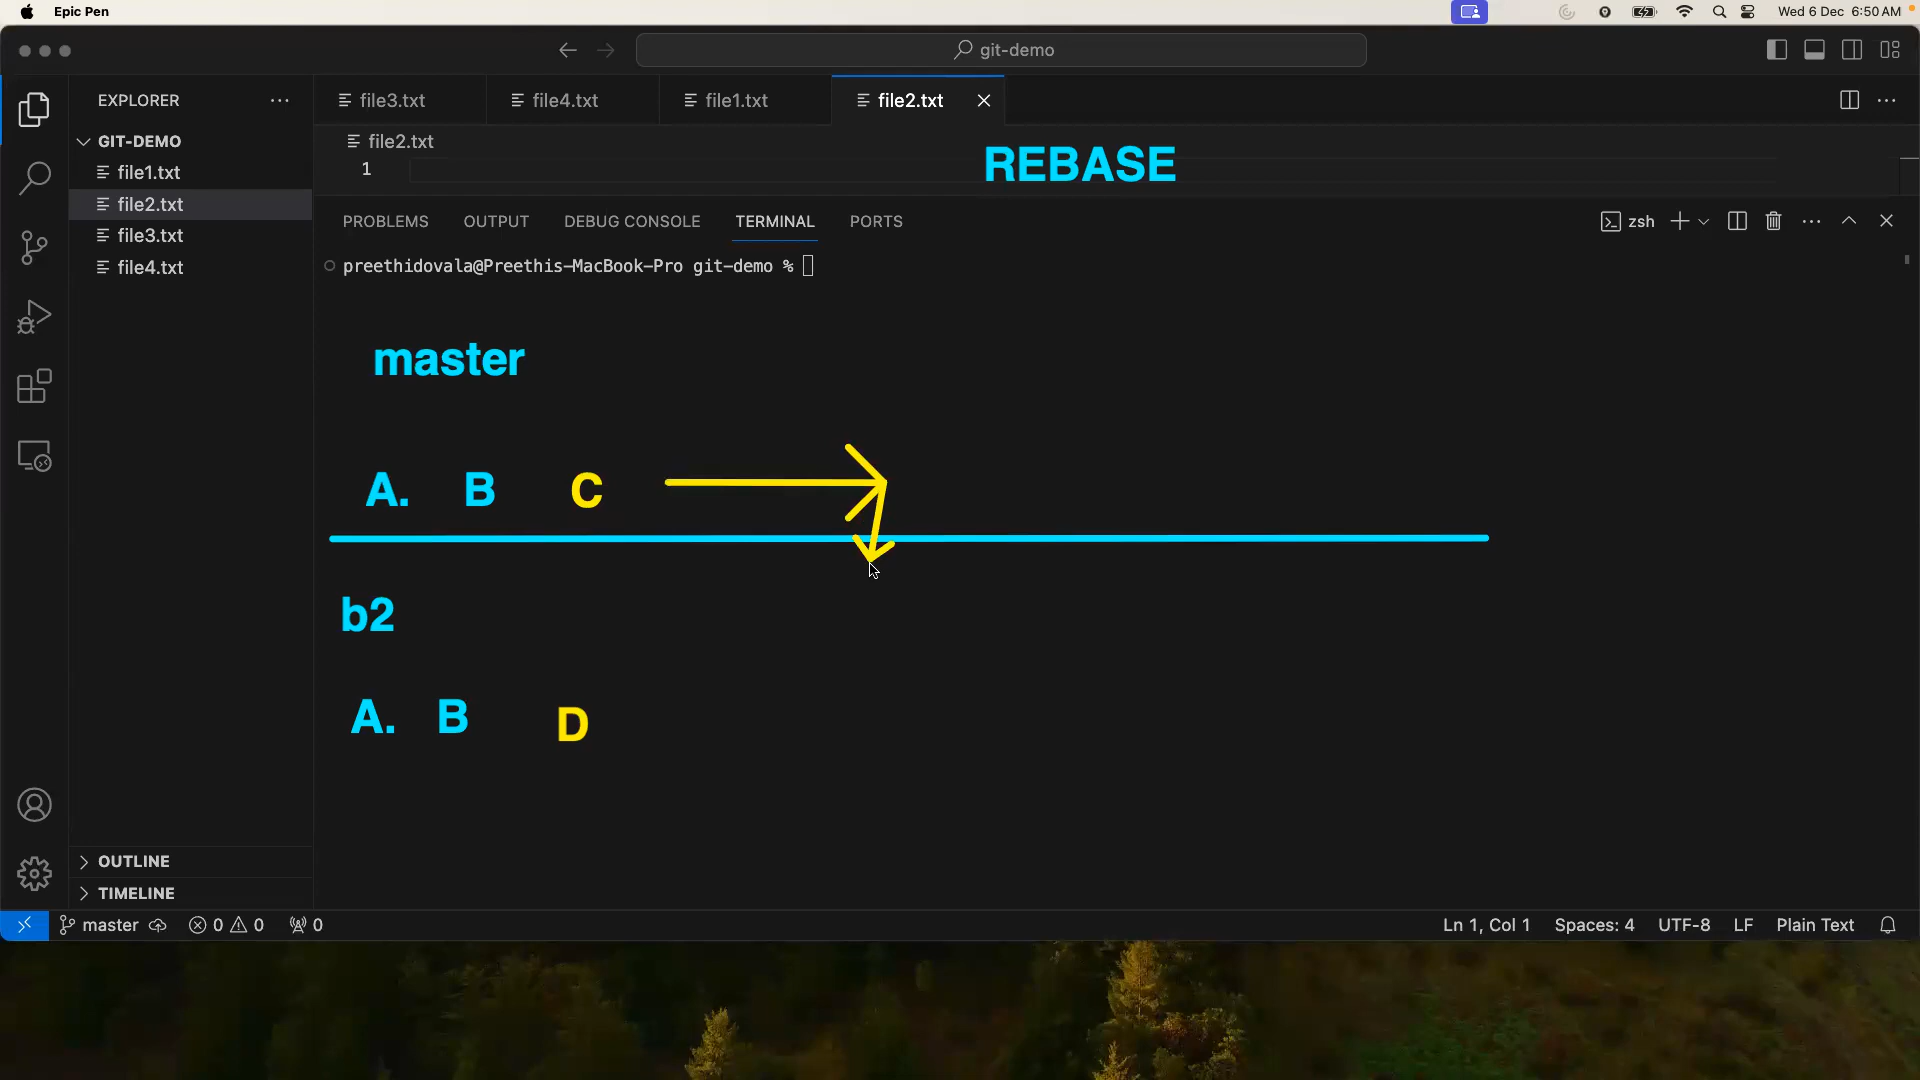 Epic Pen
Wed 6 Dec 6:50 AM
git-demo
EXPLORER
file3.txt
file4.txt
file1.txt
file2.txt
GIT-DEMO
file1.txt
file2.txt
file3.txt
file4.txt
file2.txt
1
REBASE
PROBLEMS
OUTPUT
DEBUG CONSOLE
TERMINAL
PORTS
zsh
preethidovala@Preethis-MacBook-Pro git-demo %
master
A. B C
b2
A. B D
OUTLINE
TIMELINE
master
0 0
0
Ln 1, Col 1
Spaces: 4
UTF-8
LF
Plain Text